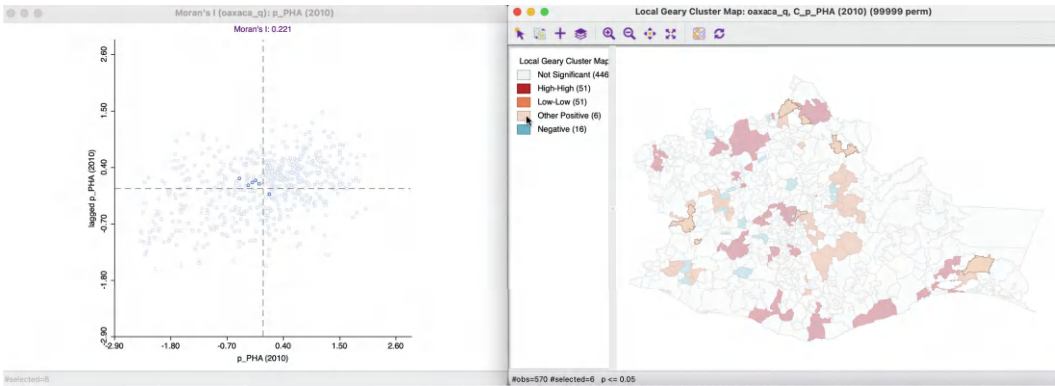 Moran's I (oaxaca_q): p_PHA (2010)
Moran's I: 0.221
2.60
1.50
0.40
-0.70
-1.80
-2.90
lagged p_PHA (2010)
-2.90 -1.80 -0.70 0.40 1.50 2.60
p_PHA (2010)
#selected=6
Local Geary Cluster Map: oaxaca_q, C_p_PHA (2010) (99999 perm)
Local Geary Cluster Map
Not Significant (446
High-High (51)
Low-Low (51)
Other Positive (6)
Negative (16)
#obs=570 #selected=6 p <= 0.05